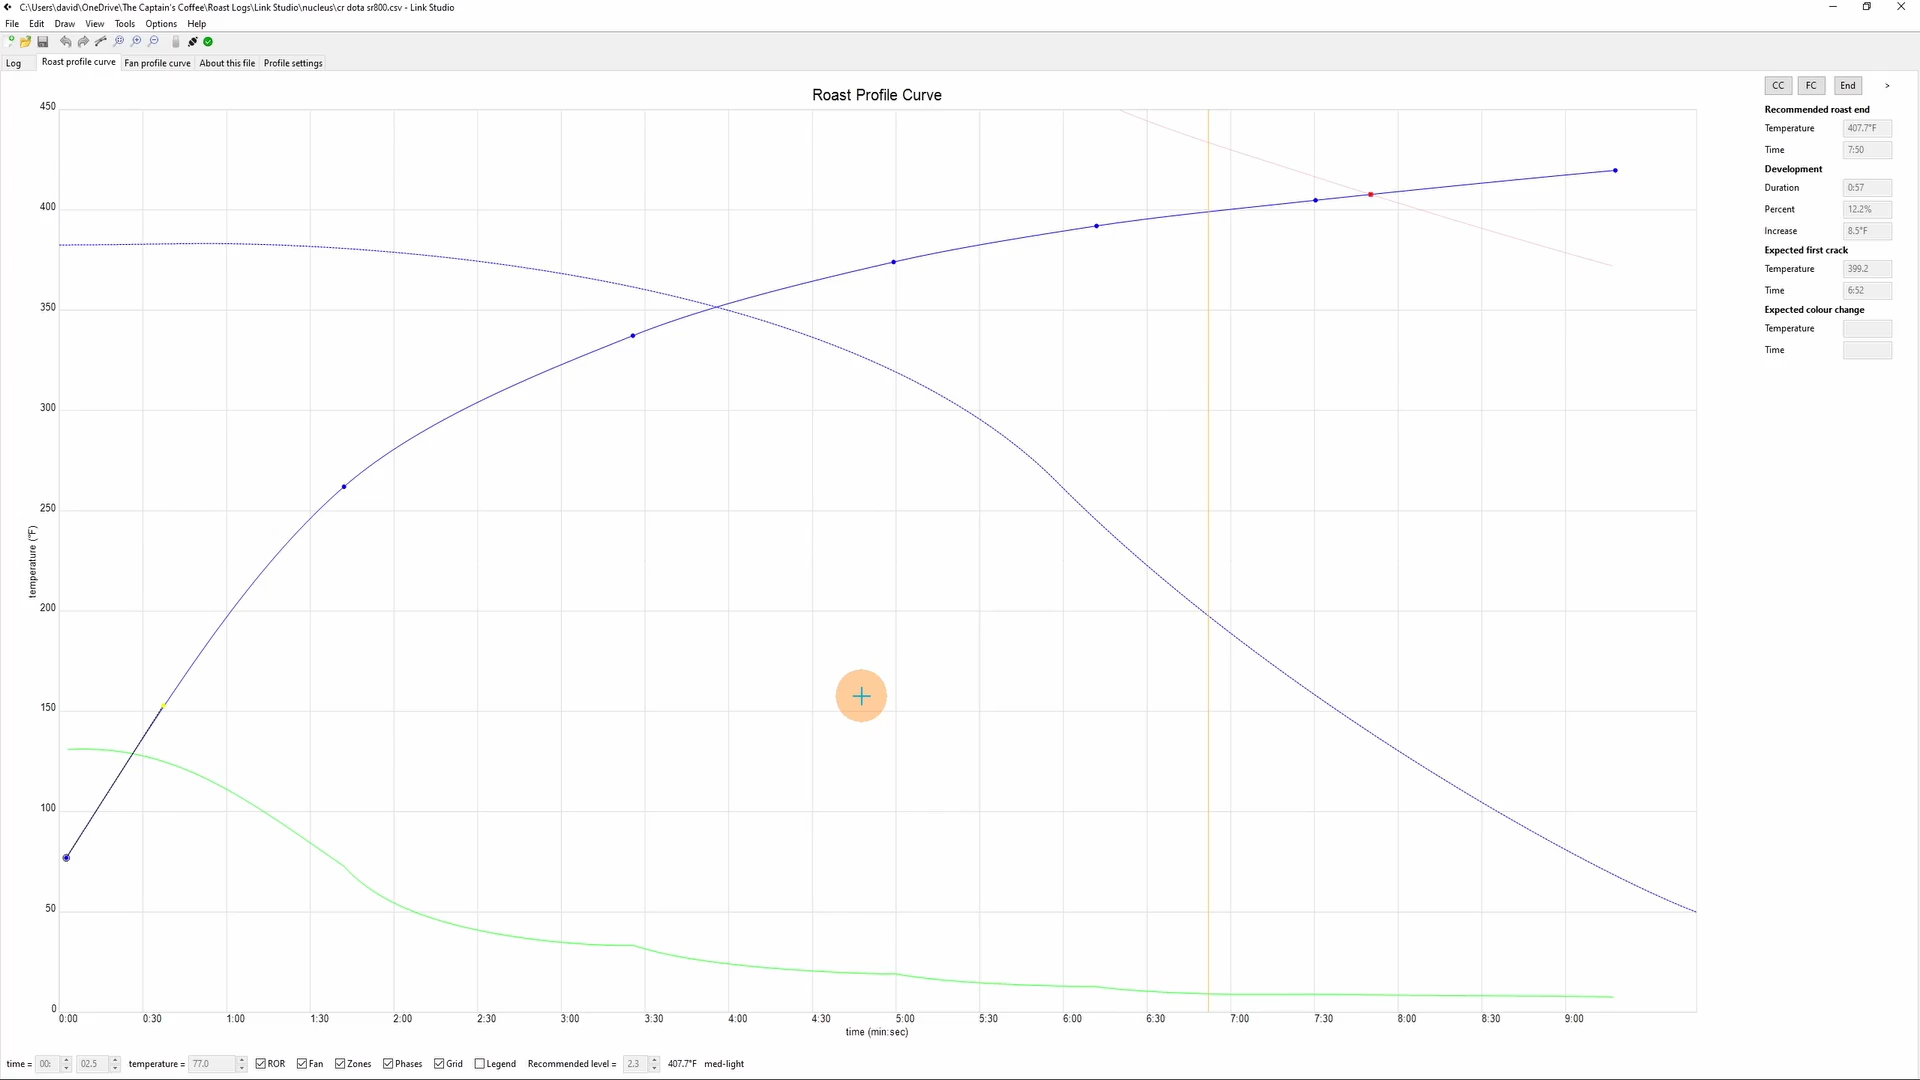 C:\Users\david\OneDrive\The Captain's Coffee\Roast Logs\Link Studio\nucleus\cr dota sr800.csv - Link Studio
File Edit Draw View Tools Options Help
Log Roast profile curve Fan profile curve About this file Profile settings
Roast Profile Curve
CC FC End >
Recommended roast end
Temperature 407.7°F
Time 7:50
Development
Duration 0:57
Percent 12.2%
Increase 8.5°F
Expected first crack
Temperature 399.2
Time 6:52
Expected colour change
Temperature
Time
450
400
350
300
250
200
150
100
50
0
temperature (°F)
0:00 0:30 1:00 1:30 2:00 2:30 3:00 3:30 4:00 4:30 5:00 5:30 6:00 6:30 7:00 7:30 8:00 8:30 9:00
time (min:sec)
time = 00: 02.5 temperature = 77.0 ROR Fan Zones Phases Grid Legend Recommended level = 2.3 407.7°F med-light